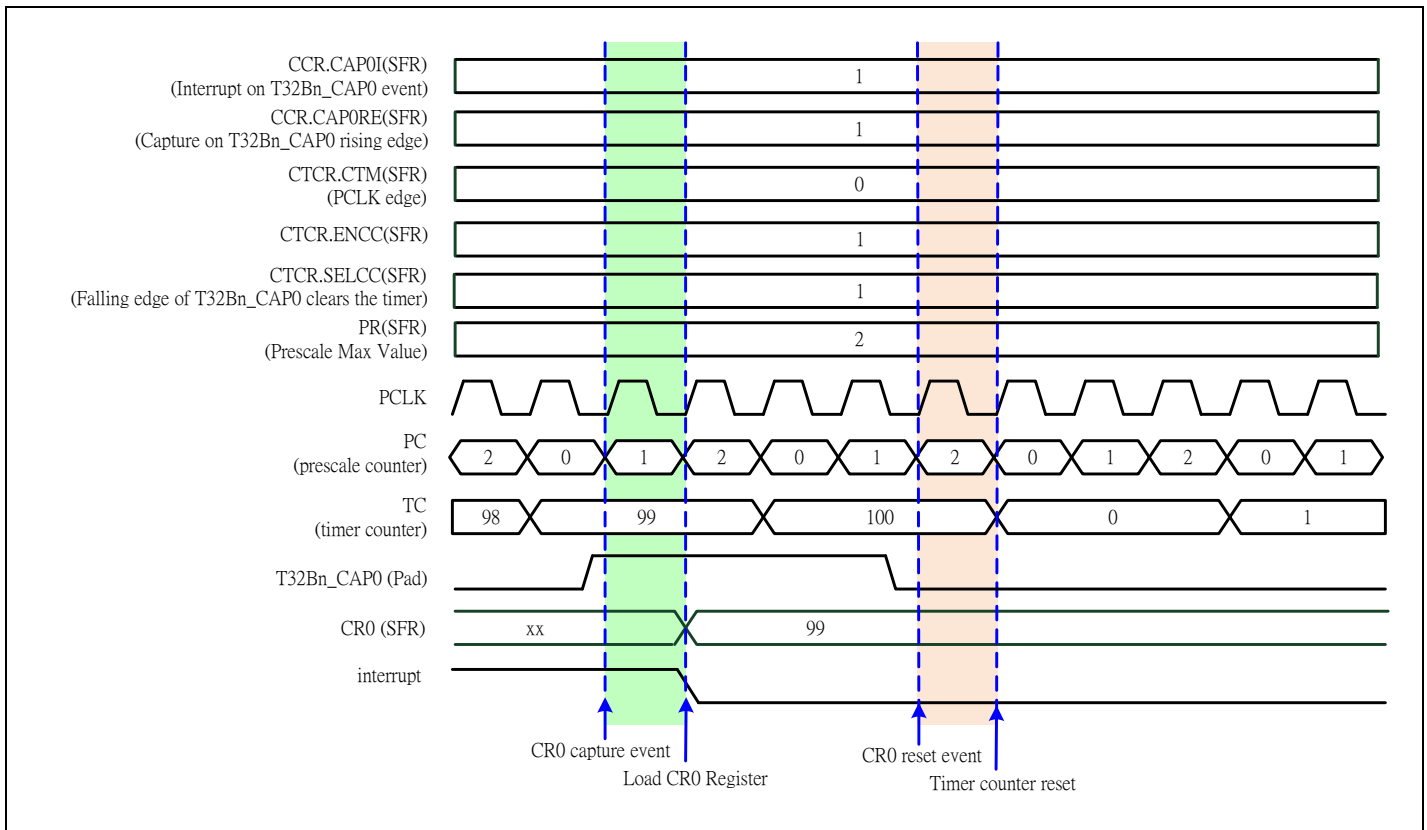 CCR.CAP0I(SFR)
(Interrupt on T32Bn_CAP0 event)
1
CCR.CAP0RE(SFR)
(Capture on T32Bn_CAP0 rising edge)
1
CTCR.CTM(SFR)
(PCLK edge)
0
CTCR.ENCC(SFR)
1
CTCR.SELCC(SFR)
(Falling edge of T32Bn_CAP0 clears the timer)
1
PR(SFR)
(Prescale Max Value)
2
PCLK
PC
(prescale counter)
2 0 1 2 0 1 2 0 1 2 0 1
TC
(timer counter)
98 99 100 0 1
T32Bn_CAP0 (Pad)
CR0 (SFR)
xx 99
interrupt
CR0 capture event
Load CR0 Register
CR0 reset event
Timer counter reset